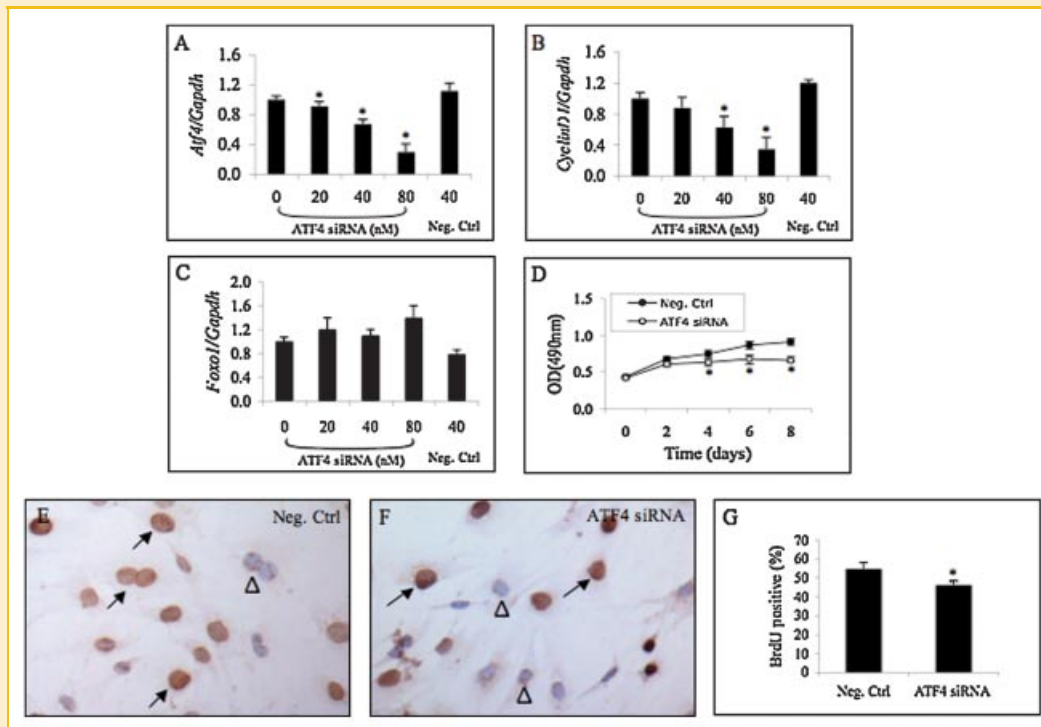 A
Atf4/Gapdh
1.6
1.2
0.8
0.4
0.0
0 20 40 80 40
ATF4 siRNA (nM) Neg. Ctrl
B
CyclinD1/Gapdh
1.6
1.2
0.8
0.4
0.0
0 20 40 80 40
ATF4 siRNA (nM) Neg. Ctrl
* * *
* *
C
Foxo1/Gapdh
2.0
1.6
1.2
0.8
0.4
0.0
0 20 40 80 40
ATF4 siRNA (nM) Neg. Ctrl
D
OD(490nm)
1.5
1.0
0.5
0.0
Neg. Ctrl
ATF4 siRNA
* * *
0 2 4 6 8
Time (days)
E Neg. Ctrl
F ATF4 siRNA
G
BrdU positive (%)
70
60
50
40
30
20
10
0
*
Neg. Ctrl ATF4 siRNA